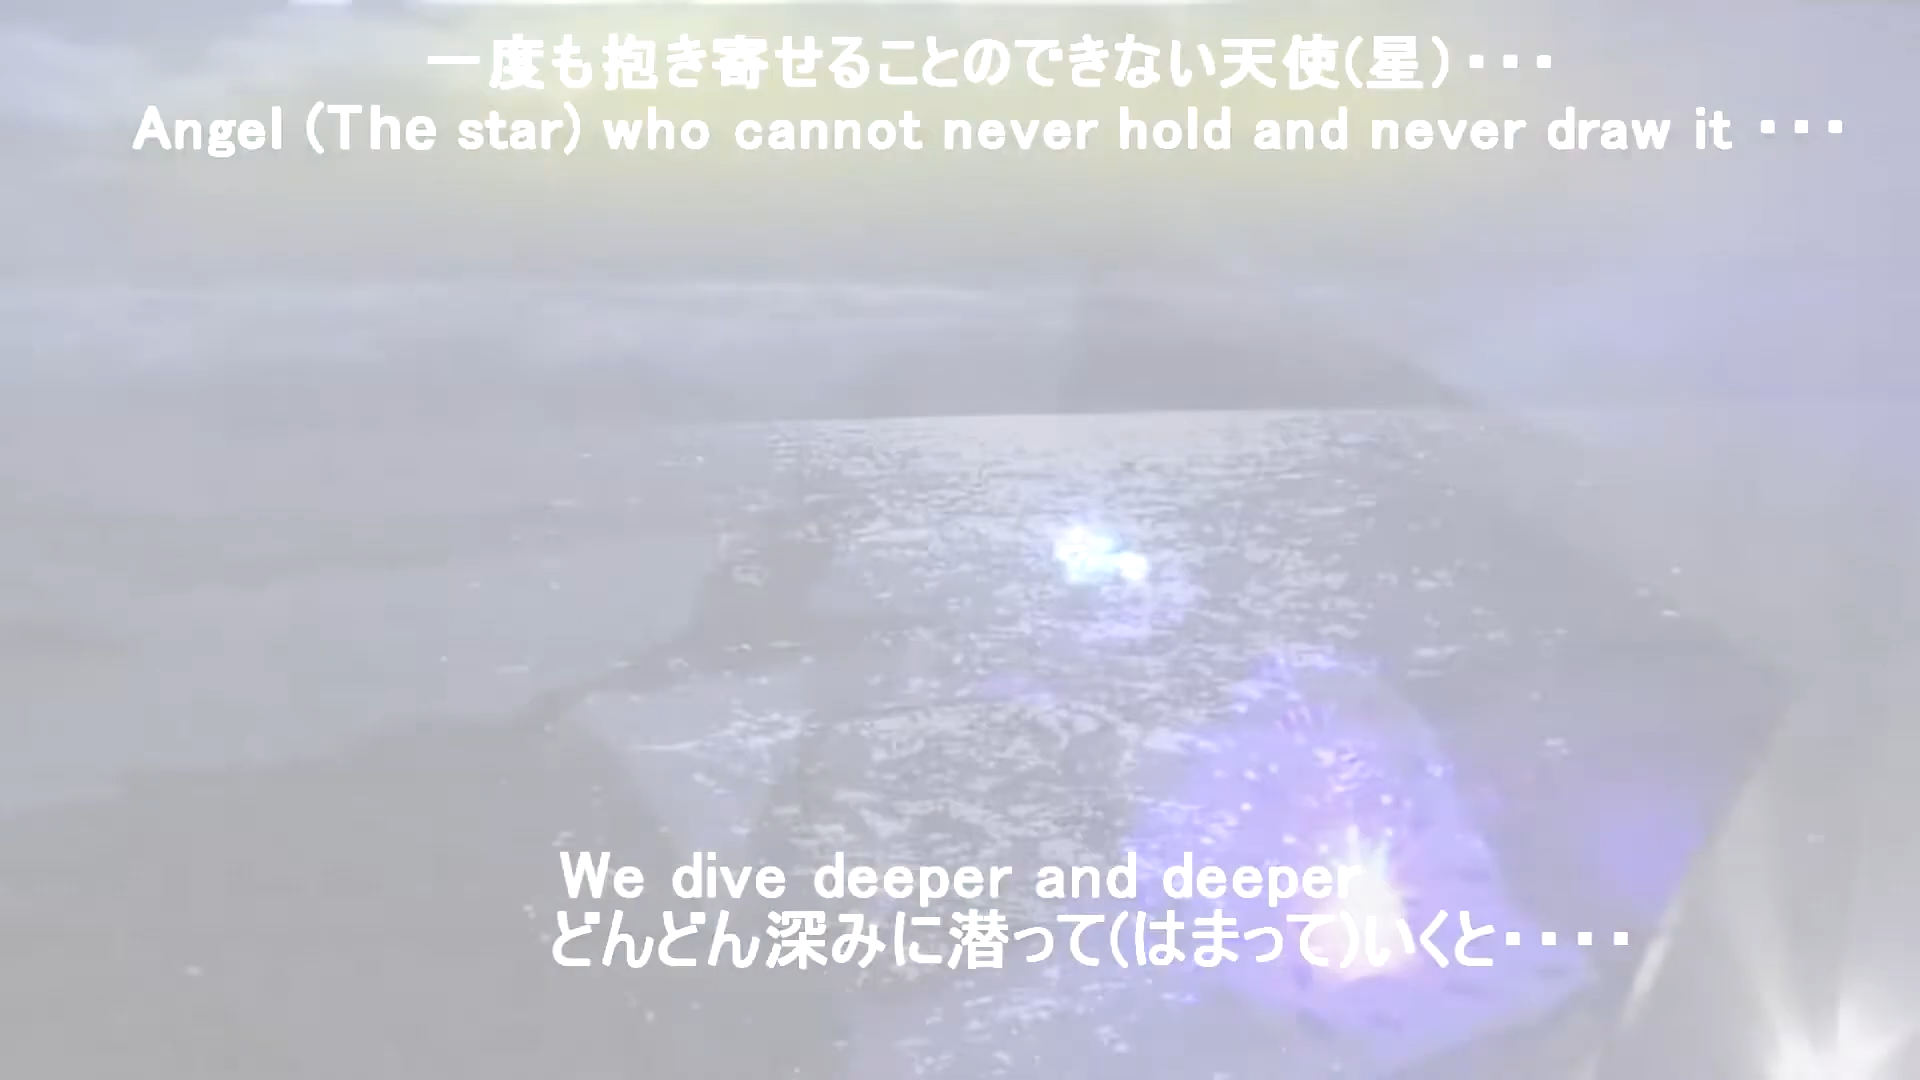 一度も抱き寄せることのできない天使（星）・・・
Angel (The star) who cannot never hold and never draw it ・・・
We dive deeper and deeper
どんどん深みに潜って（はまって）いくと・・・・